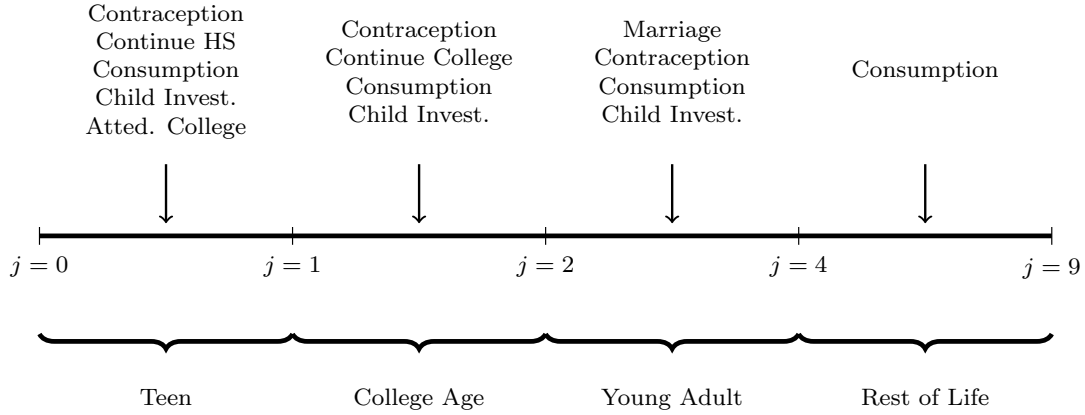 Contraception
Continue HS
Consumption
Child Invest.
Atted. College
Contraception
Continue College
Consumption
Child Invest.
Marriage
Contraception
Consumption
Child Invest.
Consumption
j = 0
j = 1
j = 2
j = 4
j = 9
Teen
College Age
Young Adult
Rest of Life